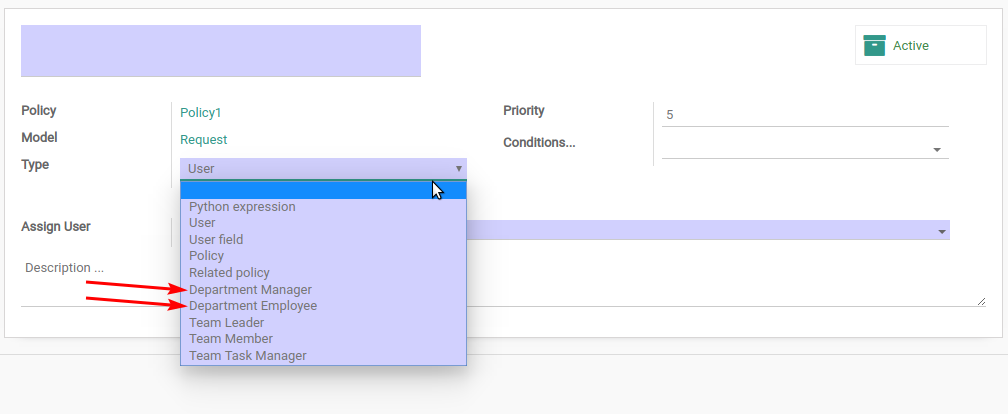 Active
Policy Policy1 Priority 5
Model Request Conditions...
Type User
Python expression
Assign User User
User field
Policy
Description ... Related policy
Department Manager
Department Employee
Team Leader
Team Member
Team Task Manager